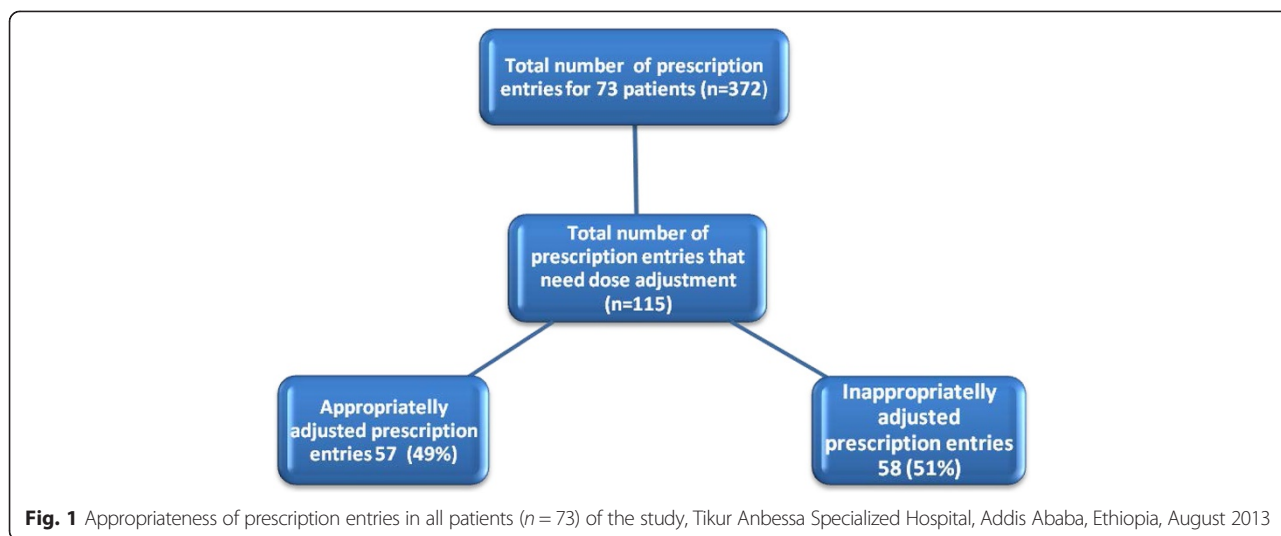 Total number of prescription
entries for 73 patients (n=372)
Total number of
prescription entries that
need dose adjustment
(n=115)
Appropriatelly
adjusted prescription
entries 57 (49%)
Inappropriatelly
adjusted
prescription entries
58 (51%)
Fig. 1 Appropriateness of prescription entries in all patients (n = 73) of the study, Tikur Anbessa Specialized Hospital, Addis Ababa, Ethiopia, August 2013